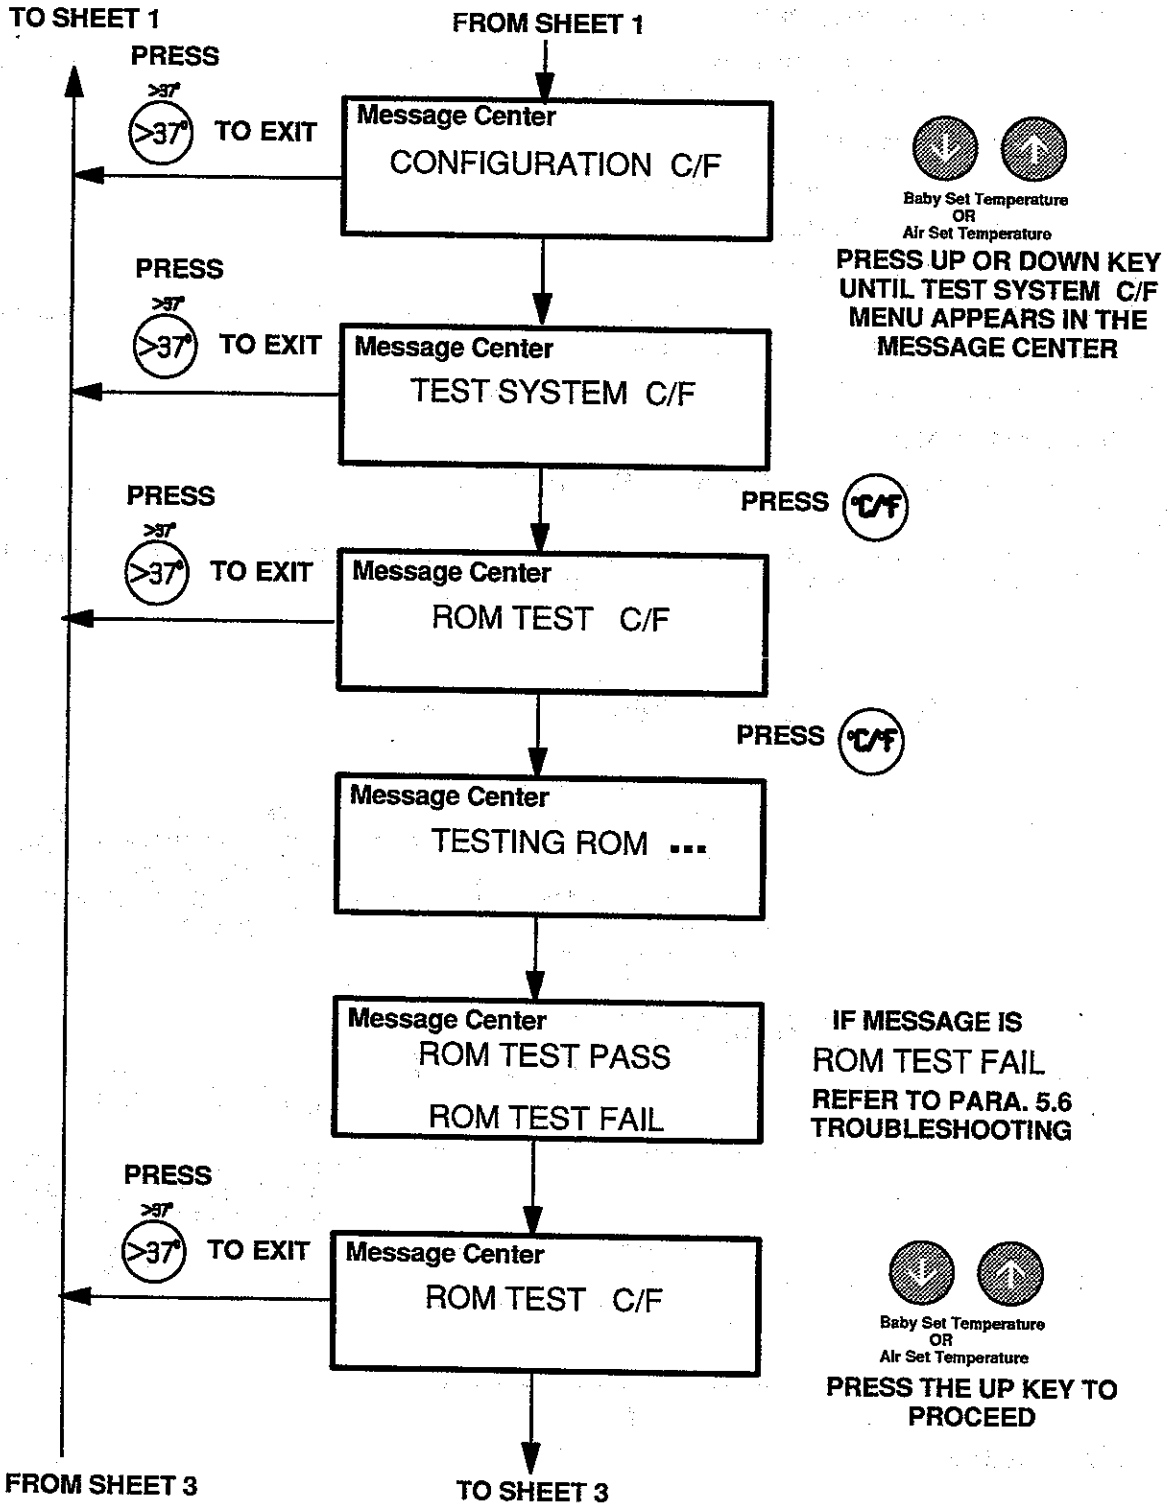 TO SHEET 1
FROM SHEET 1
PRESS
>37°
>37°
TO EXIT
Message Center
CONFIGURATION C/F
Baby Set Temperature
OR
Air Set Temperature
PRESS UP OR DOWN KEY
UNTIL TEST SYSTEM C/F
MENU APPEARS IN THE
MESSAGE CENTER
PRESS
>37°
>37°
TO EXIT
Message Center
TEST SYSTEM C/F
PRESS °C/°F
PRESS
>37°
>37°
TO EXIT
Message Center
ROM TEST C/F
PRESS °C/°F
Message Center
TESTING ROM ...
Message Center
ROM TEST PASS
ROM TEST FAIL
IF MESSAGE IS
ROM TEST FAIL
REFER TO PARA. 5.6
TROUBLESHOOTING
PRESS
>37°
>37°
TO EXIT
Message Center
ROM TEST C/F
Baby Set Temperature
OR
Air Set Temperature
PRESS THE UP KEY TO
PROCEED
FROM SHEET 3
TO SHEET 3